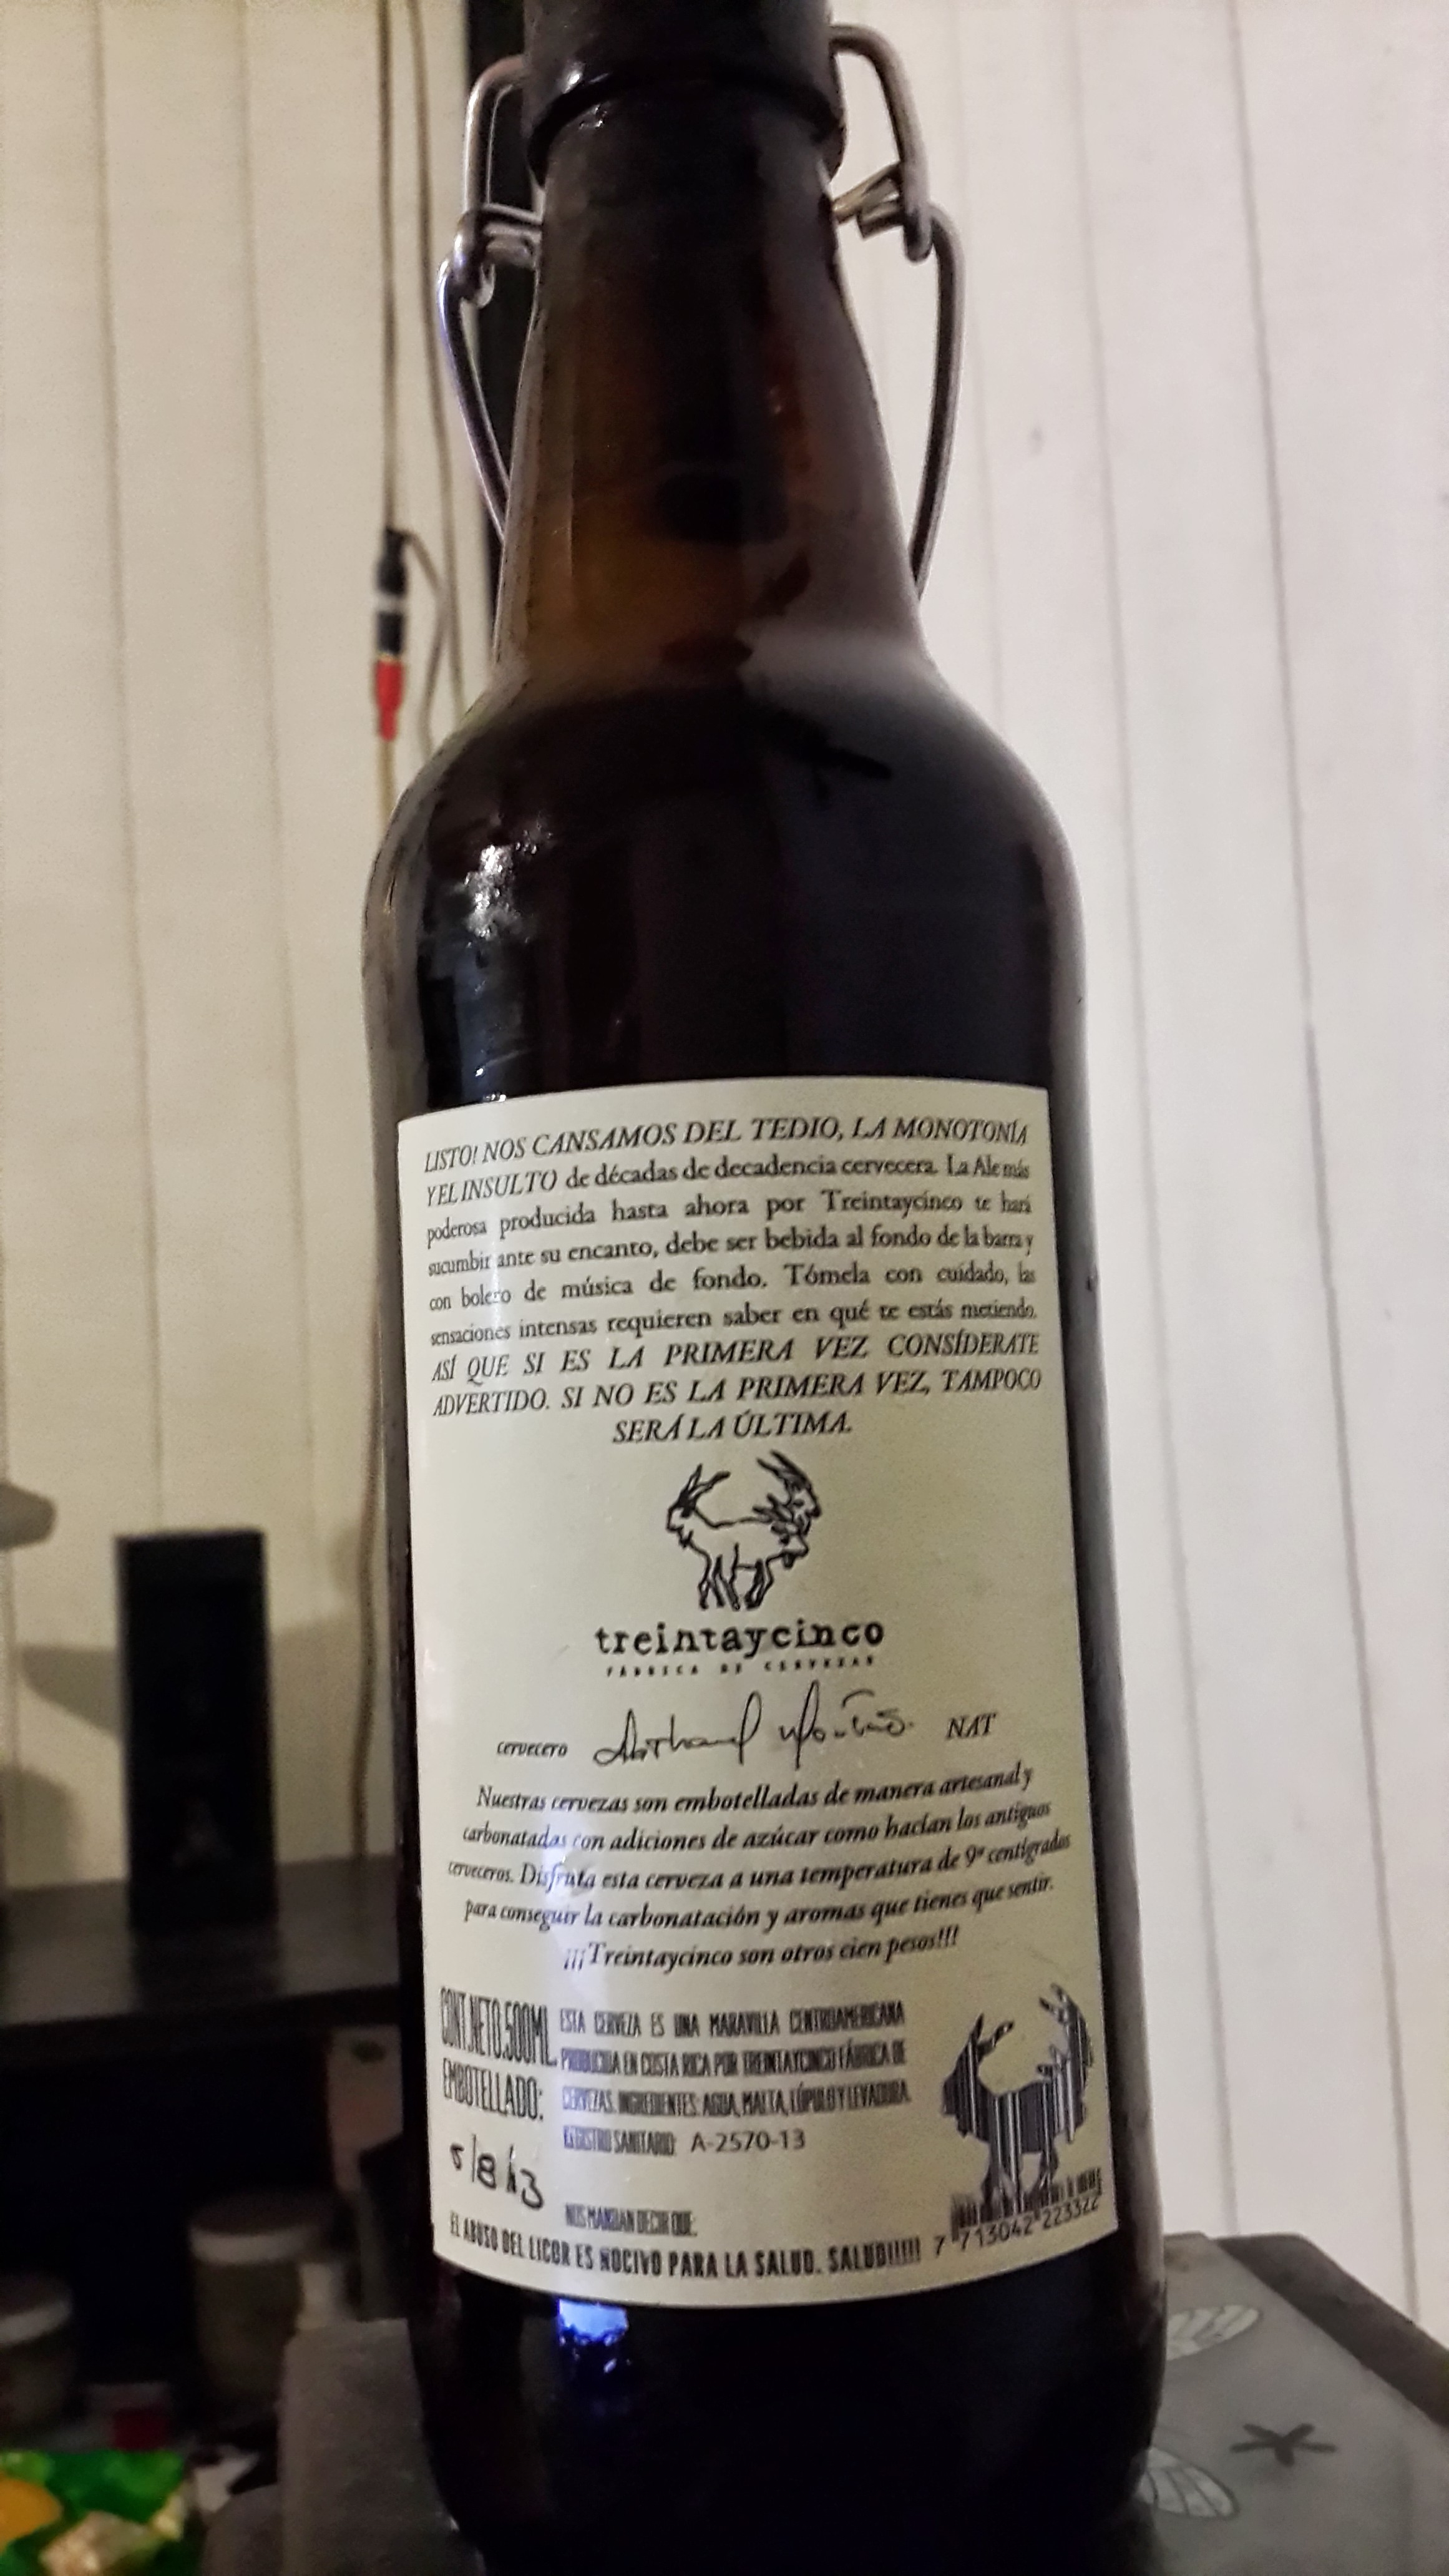 LISTO! NOS CANSAMOS DEL TEDIO, LA MONOTONÍA
Y EL INSULTO de décadas de decadencia cervecera. La Ale más
poderosa producida hasta ahora por Treintaycinco te hará
sucumbir ante su encanto, debe ser bebida al fondo de la barra y
con bolero de música de fondo. Tómela con cuidado, las
sensaciones intensas requieren saber en qué te estás metiendo.
ASÍ QUE SI ES LA PRIMERA VEZ CONSÍDERATE
ADVERTIDO. SI NO ES LA PRIMERA VEZ, TAMPOCO
SERÁ LA ÚLTIMA.
treintaycinco
FÁBRICA DE CERVEZAS
cervecero NAT
Nuestras cervezas son embotelladas de manera artesanal y
carbonatadas con adiciones de azúcar como hacían los antiguos
cerveceros. Disfruta esta cerveza a una temperatura de 9º centígrados
para conseguir la carbonatación y aromas que tienes que sentir.
¡¡¡Treintaycinco son otros cien pesos!!!
CONT.NETO.500ML.
EMBOTELLADO:
5/8/13
ESTA CERVEZA ES UNA MARAVILLA CENTROAMERICANA
PRODUCIDA EN COSTA RICA POR TREINTAYCINCO FÁBRICA DE
CERVEZAS. INGREDIENTES: AGUA, MALTA, LÚPULO Y LEVADURA.
REGISTRO SANITARIO: A-2570-13
NOS MANDAN DECIR QUE:
EL ABUSO DEL LICOR ES NOCIVO PARA LA SALUD. SALUD!!!!!
7 713042 223322